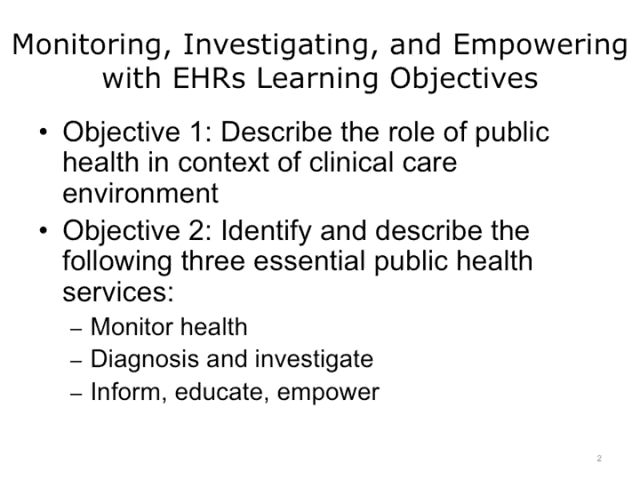 Monitoring, Investigating, and Empowering
with EHRs Learning Objectives
• Objective 1: Describe the role of public
health in context of clinical care
environment
• Objective 2: Identify and describe the
following three essential public health
services:
– Monitor health
– Diagnosis and investigate
– Inform, educate, empower
2